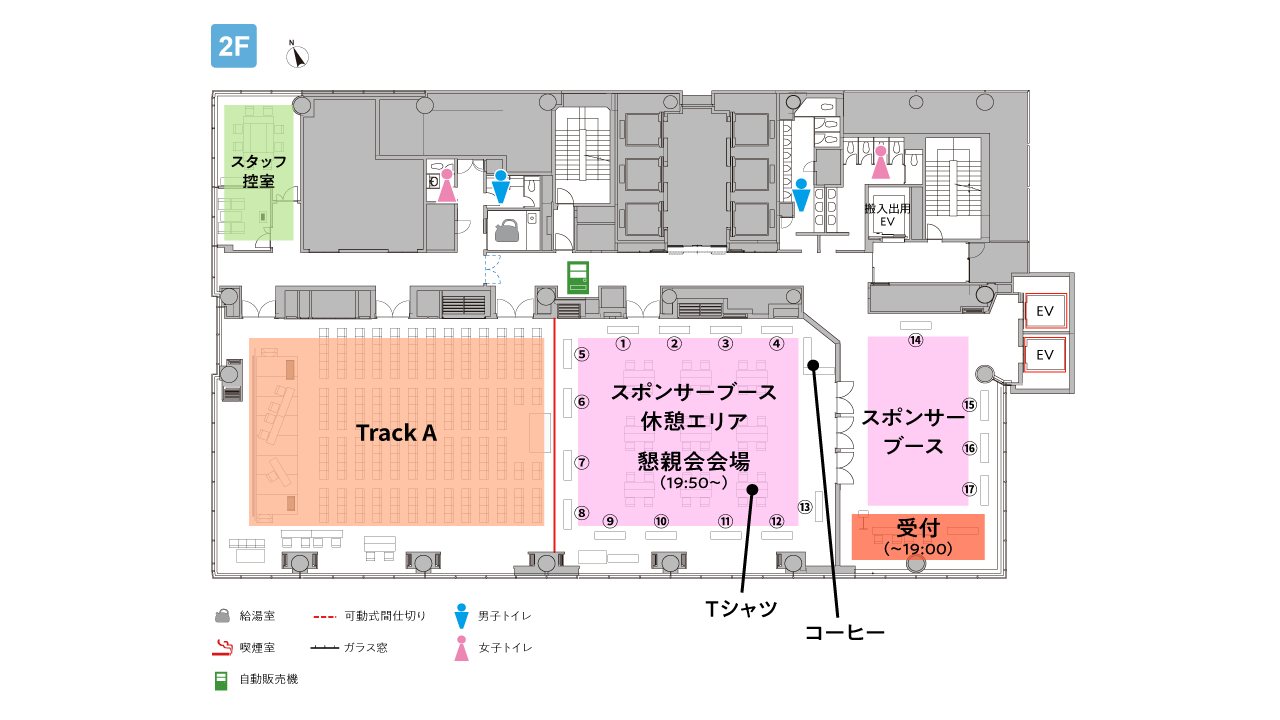 2F
N
スタッフ
控室
搬入出用
EV
EV
EV
①
②
③
④
⑤
⑥
⑦
⑧
⑨
⑩
⑪
⑫
⑬
⑭
⑮
⑯
⑰
Track A
スポンサーブース
休憩エリア
懇親会会場
(19:50~)
スポンサー
ブース
受付
(~19:00)
Tシャツ
コーヒー
給湯室
可動式間仕切り
男子トイレ
喫煙室
ガラス窓
女子トイレ
自動販売機